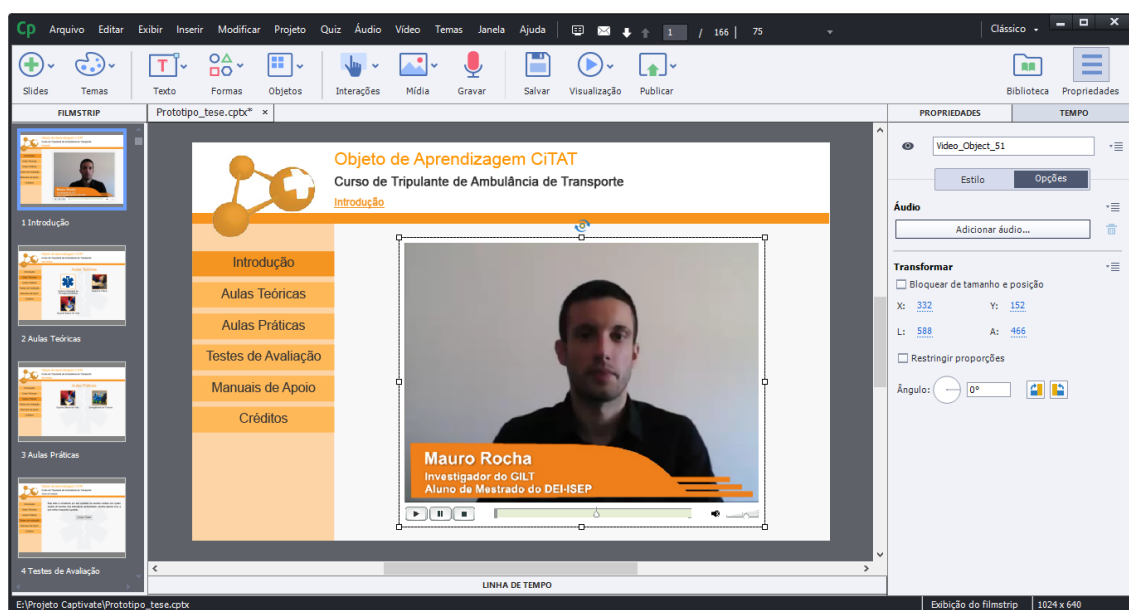 Cp Arquivo Editar Exibir Inserir Modificar Projeto Quiz Áudio Vídeo Temas Janela Ajuda 1 / 166 75 Clássico
Slides Temas Texto Formas Objetos Interações Mídia Gravar Salvar Visualização Publicar Biblioteca Propriedades
FILMSTRIP
Prototipo_tese.cptx* ×
PROPRIEDADES TEMPO
1 Introdução
2 Aulas Teóricas
3 Aulas Práticas
4 Testes de Avaliação
Objeto de Aprendizagem CiTAT
Curso de Tripulante de Ambulância de Transporte
Introdução
Introdução
Aulas Teóricas
Aulas Práticas
Testes de Avaliação
Manuais de Apoio
Créditos
Mauro Rocha
Investigador do GILT
Aluno de Mestrado do DEI-ISEP
Video_Object_51
Estilo Opções
Áudio
Adicionar áudio...
Transformar
Bloquear de tamanho e posição
X: 332 Y: 152
L: 588 A: 466
Restringir proporções
Ângulo: 0°
LINHA DE TEMPO
E:\Projeto Captivate\Prototipo_tese.cptx Exibição do filmstrip 1024 x 640